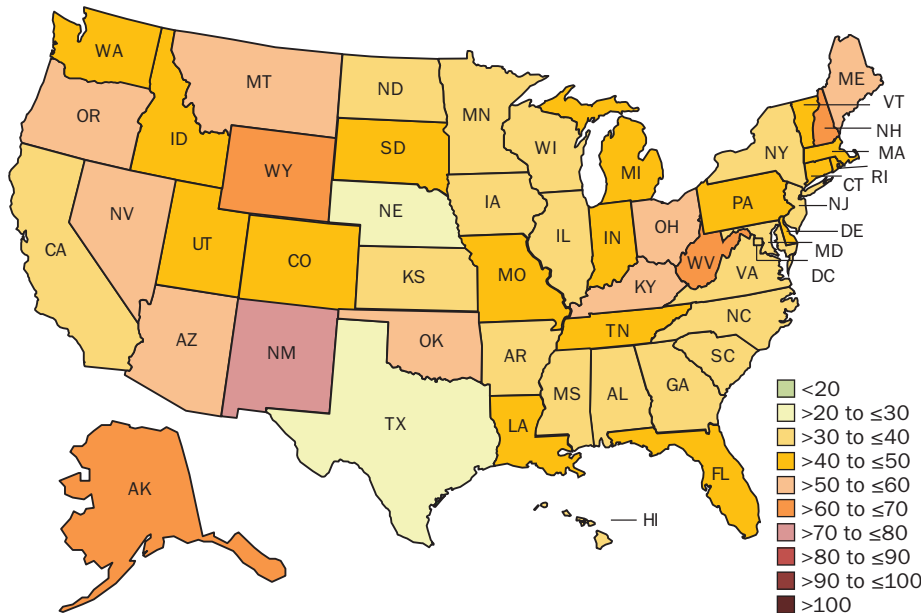 WA
MT
ND
MN
ME
VT
NH
OR
ID
SD
WI
MI
NY
MA
RI
CT
WY
NE
IA
PA
NJ
NV
UT
CO
IL
IN
OH
DE
MD
DC
CA
KS
MO
WV
VA
KY
NC
AZ
NM
OK
AR
TN
SC
MS
AL
GA
TX
LA
FL
AK
HI
<20
>20 to ≤30
>30 to ≤40
>40 to ≤50
>50 to ≤60
>60 to ≤70
>70 to ≤80
>80 to ≤90
>90 to ≤100
>100